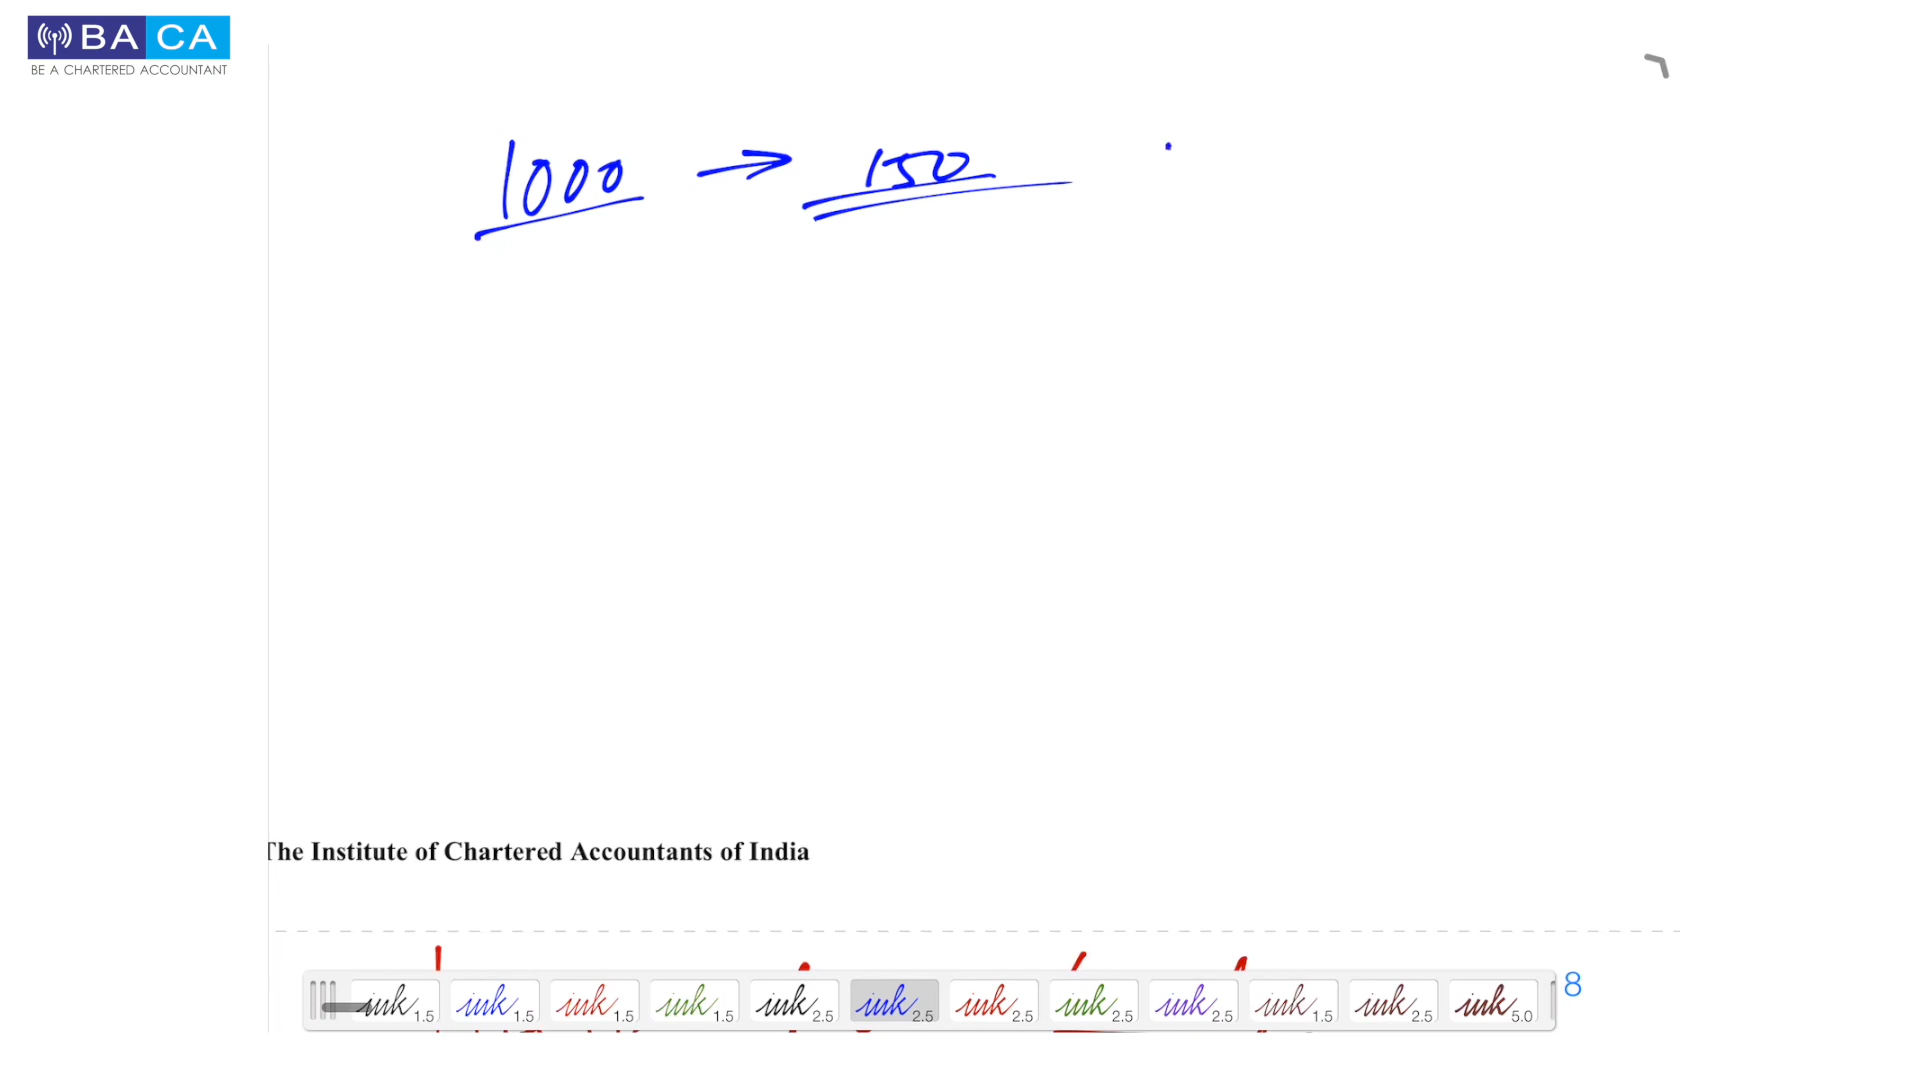 BA CA
BE A CHARTERED ACCOUNTANT
1000 → 150
The Institute of Chartered Accountants of India
ink 1.5 ink 1.5 ink 1.5 ink 1.5 ink 2.5 ink 2.5 ink 2.5 ink 2.5 ink 2.5 ink 1.5 ink 2.5 ink 5.0
8